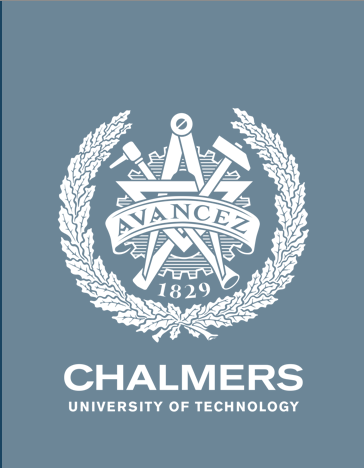 AVANCEZ
1829
CHALMERS
UNIVERSITY OF TECHNOLOGY